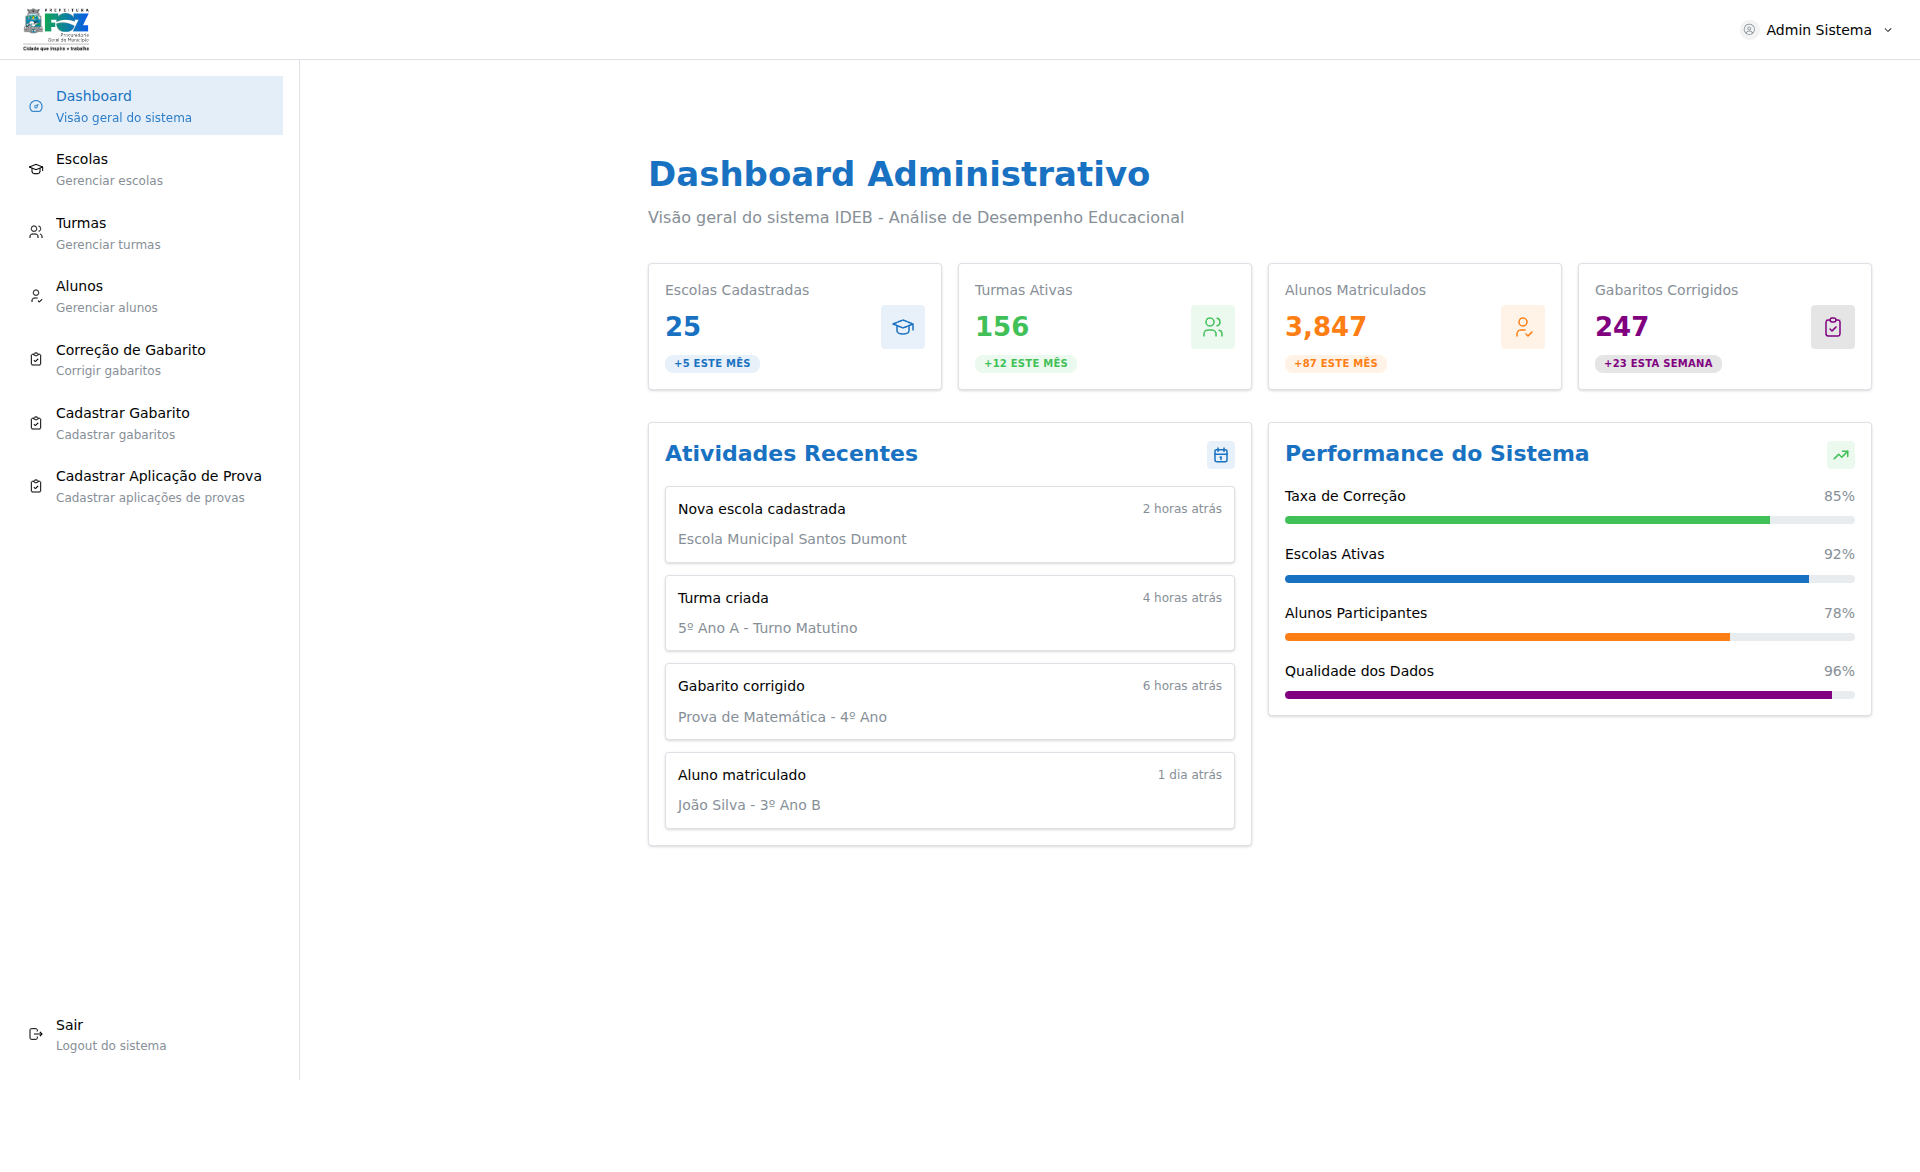 PREFEITURA
FOZ
Procuradoria
Geral do Município
Cidade que inspira e trabalha
Admin Sistema
Dashboard
Visão geral do sistema
Escolas
Gerenciar escolas
Turmas
Gerenciar turmas
Alunos
Gerenciar alunos
Correção de Gabarito
Corrigir gabaritos
Cadastrar Gabarito
Cadastrar gabaritos
Cadastrar Aplicação de Prova
Cadastrar aplicações de provas
Sair
Logout do sistema
Dashboard Administrativo
Visão geral do sistema IDEB - Análise de Desempenho Educacional
Escolas Cadastradas
25
+5 ESTE MÊS
Turmas Ativas
156
+12 ESTE MÊS
Alunos Matriculados
3,847
+87 ESTE MÊS
Gabaritos Corrigidos
247
+23 ESTA SEMANA
Atividades Recentes
Nova escola cadastrada 2 horas atrás
Escola Municipal Santos Dumont
Turma criada 4 horas atrás
5º Ano A - Turno Matutino
Gabarito corrigido 6 horas atrás
Prova de Matemática - 4º Ano
Aluno matriculado 1 dia atrás
João Silva - 3º Ano B
Performance do Sistema
Taxa de Correção 85%
Escolas Ativas 92%
Alunos Participantes 78%
Qualidade dos Dados 96%